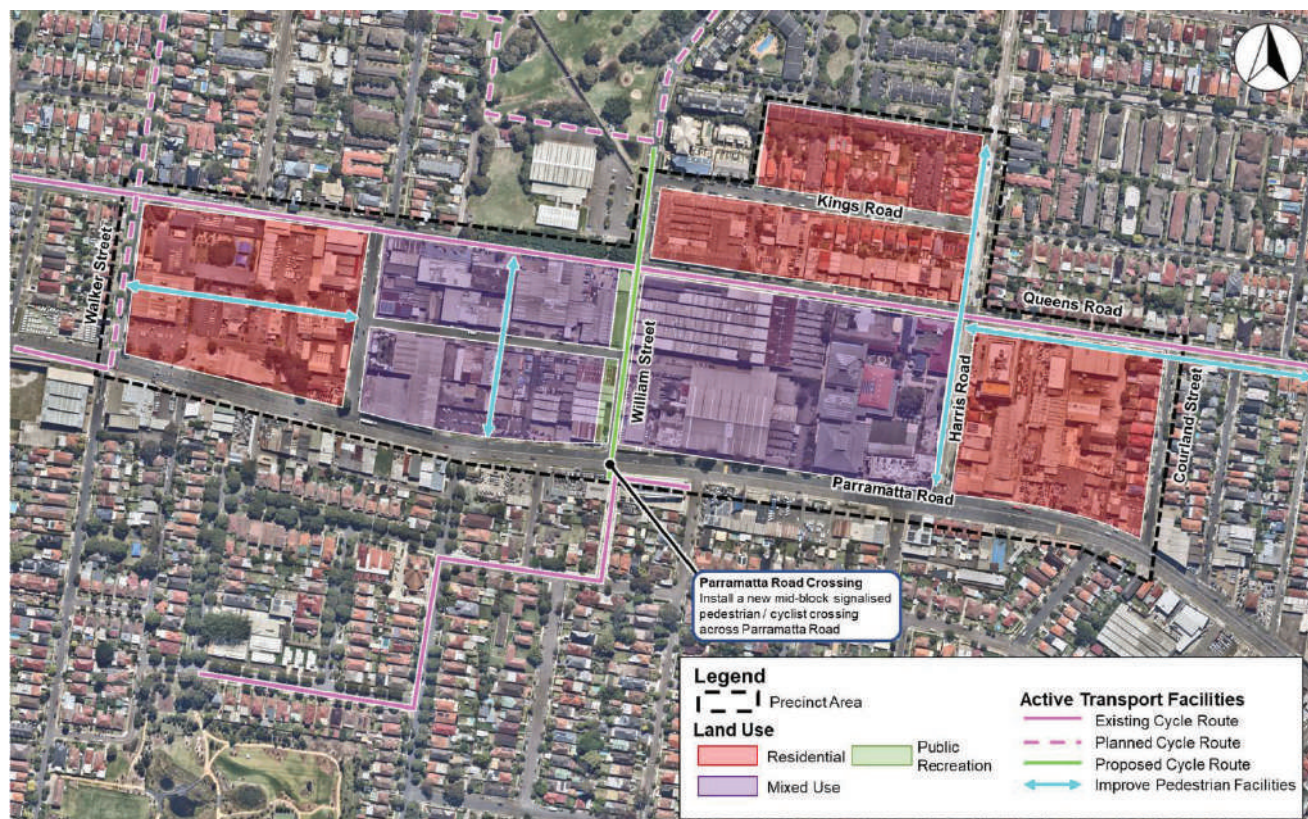 Kings Road
Walker Street
Queens Road
William Street
Harris Road
Courland Street
Parramatta Road
Parramatta Road Crossing
Install a new mid-block signalised
pedestrian / cyclist crossing
across Parramatta Road
Legend
Precinct Area
Land Use
Residential
Public
Recreation
Mixed Use
Active Transport Facilities
Existing Cycle Route
Planned Cycle Route
Proposed Cycle Route
Improve Pedestrian Facilities